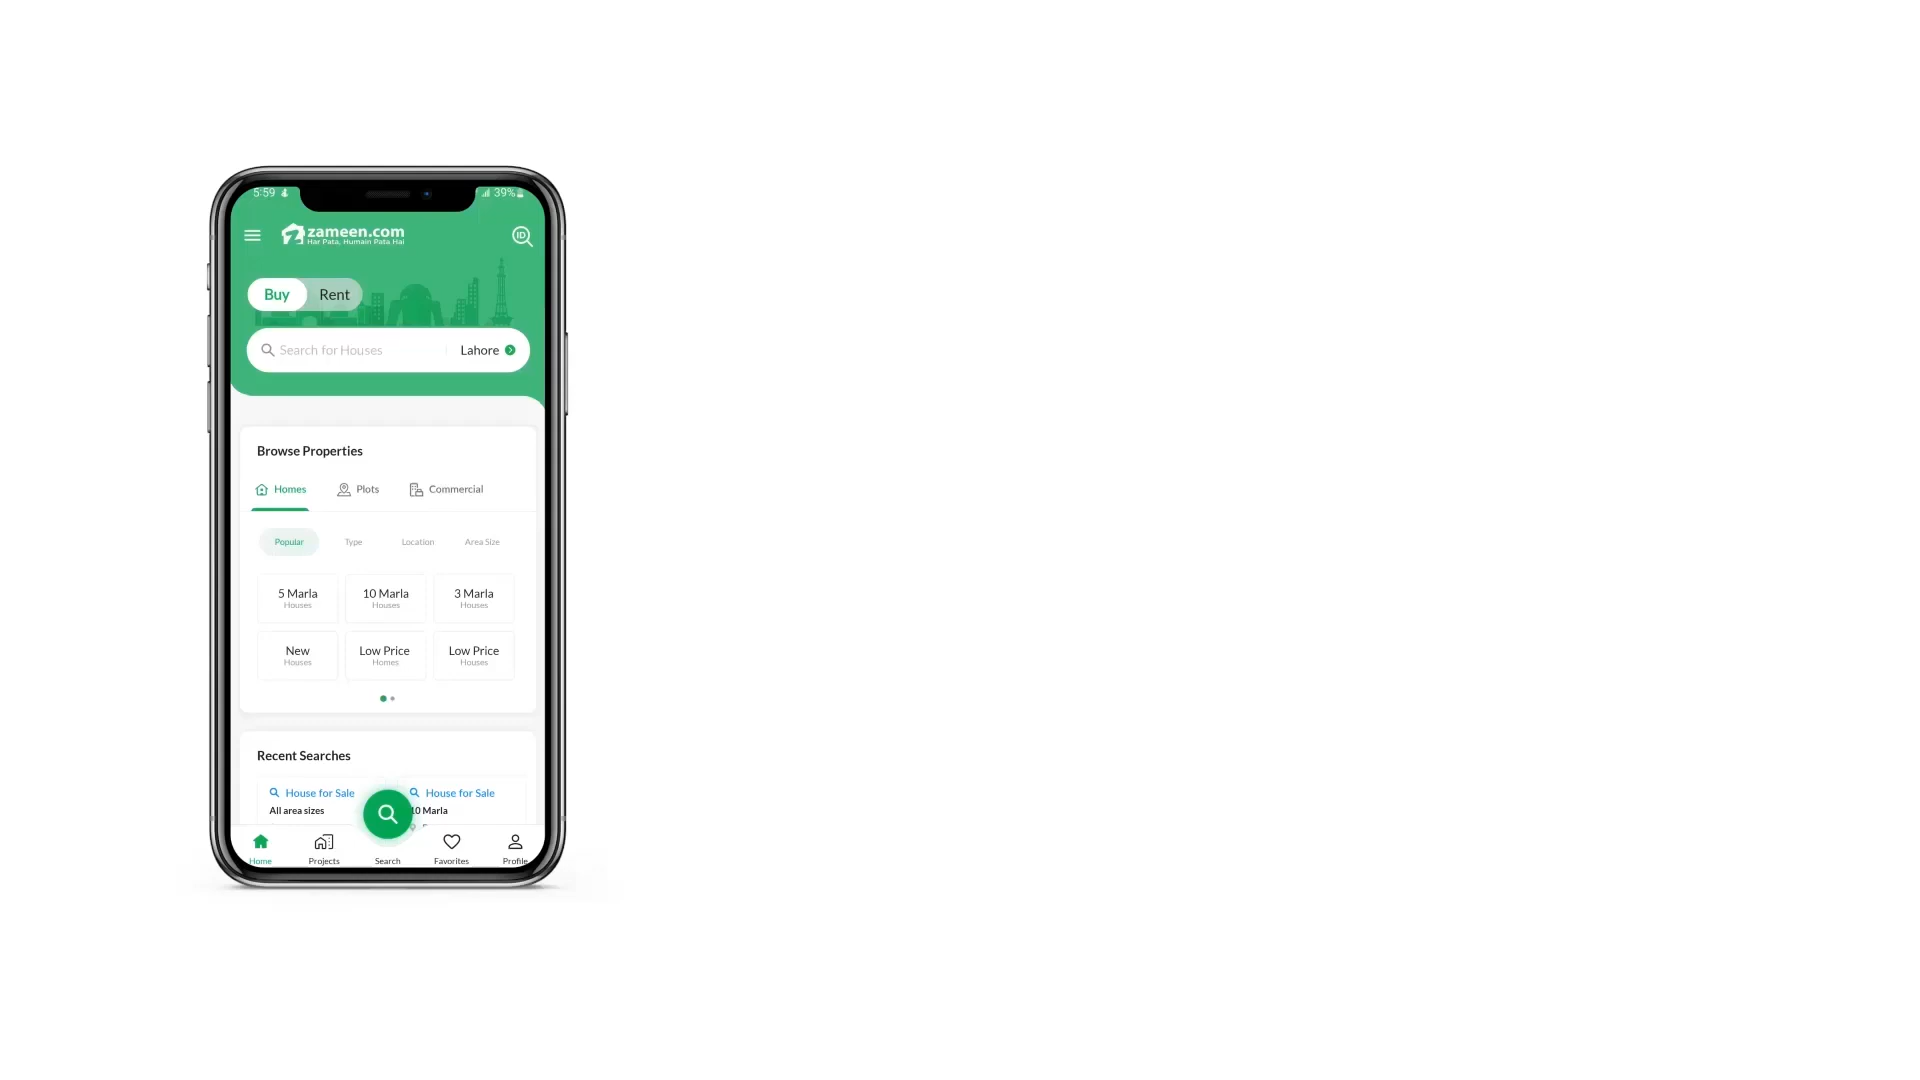 5:59
39%
zameen.com
Har Pata, Humain Pata Hai
ID
Buy Rent
Search for Houses Lahore
Browse Properties
Homes Plots Commercial
Popular Type Location Area Size
5 Marla 10 Marla 3 Marla
Houses Houses Houses
New Low Price Low Price
Houses Homes Houses
Recent Searches
House for Sale House for Sale
All area sizes 10 Marla
Home Projects Search Favorites Profile